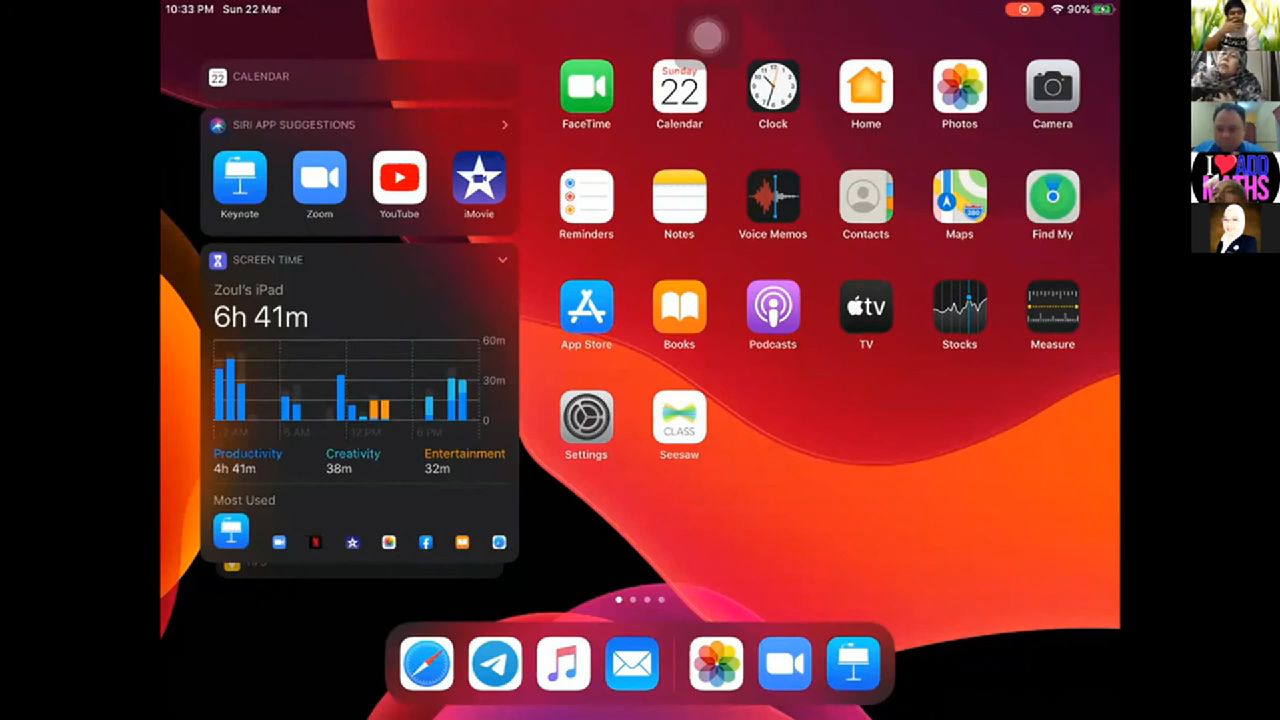 10:33 PM Sun 22 Mar
90%
22 CALENDAR
SIRI APP SUGGESTIONS
Keynote Zoom YouTube iMovie
SCREEN TIME
Zoul's iPad
6h 41m
60m
30m
0
6 AM 12 PM 6 PM
Productivity Creativity Entertainment
4h 41m 38m 32m
Most Used
TIPS
Sunday
22
FaceTime Calendar Clock Home Photos Camera
Reminders Notes Voice Memos Contacts Maps Find My
tv
App Store Books Podcasts TV Stocks Measure
CLASS
Settings Seesaw
I ADD
MATHS